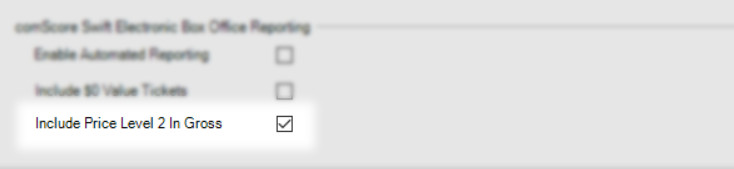 comScore Swift Electronic Box Office Reporting
Enable Automated Reporting
Include $0 Value Tickets
Include Price Level 2 In Gross